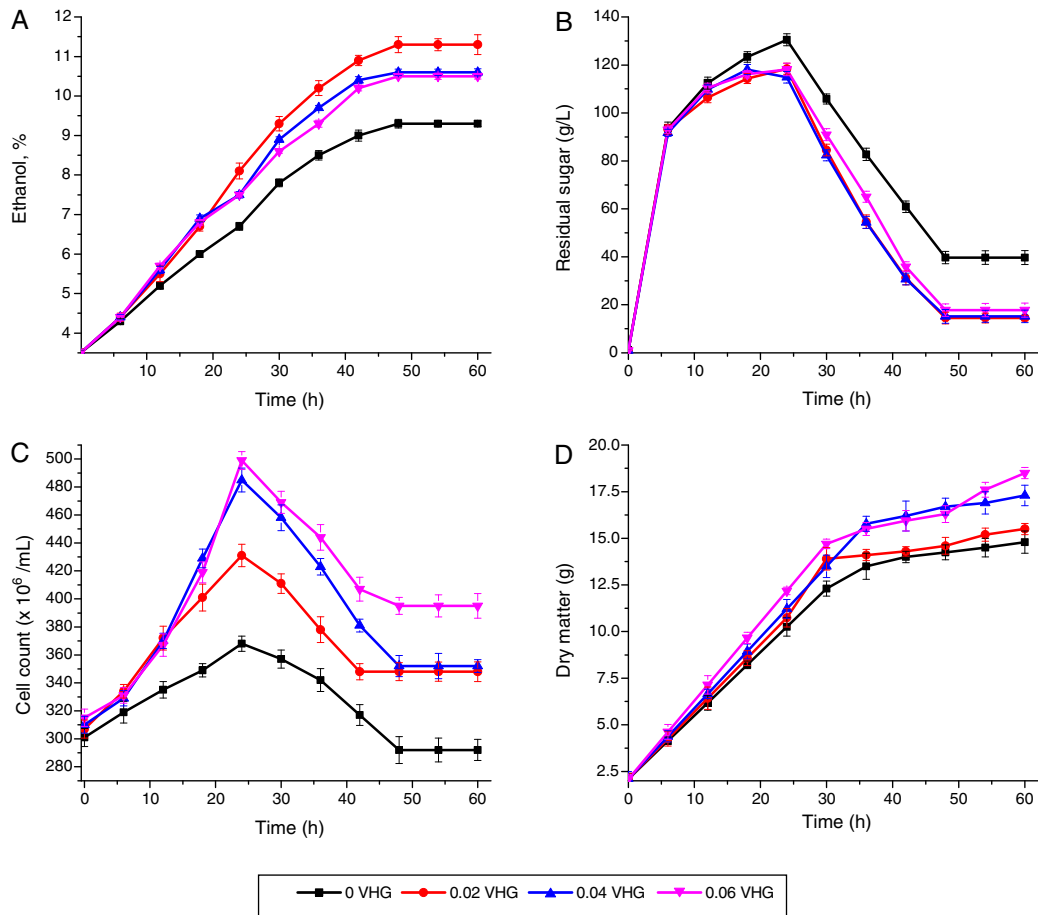 A
12
11
10
9
8
7
6
5
4
Ethanol, %
10 20 30 40 50 60
Time (h)
B
140
120
100
80
60
40
20
0
Residual sugar (g/L)
0 10 20 30 40 50 60
Time (h)
C
500
480
460
440
420
400
380
360
340
320
300
280
Cell count (x 10⁶ /mL)
0 10 20 30 40 50 60
Time (h)
D
20.0
17.5
15.0
12.5
10.0
7.5
5.0
2.5
Dry matter (g)
0 10 20 30 40 50 60
Time (h)
0 VHG 0.02 VHG 0.04 VHG 0.06 VHG